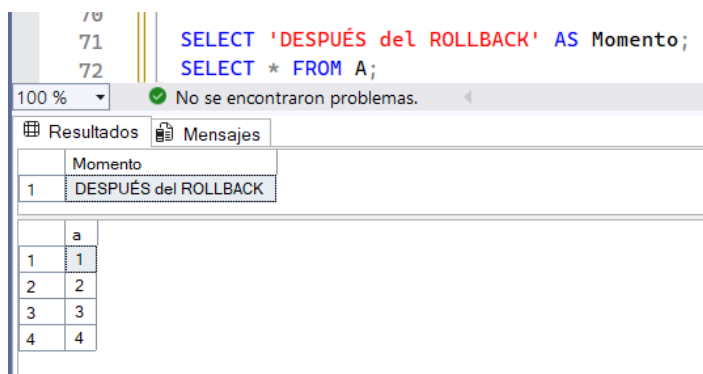 70
71 SELECT 'DESPUÉS del ROLLBACK' AS Momento;
72 SELECT * FROM A;
100 % No se encontraron problemas.
Resultados Mensajes
Momento
1 DESPUÉS del ROLLBACK
a
1 1
2 2
3 3
4 4